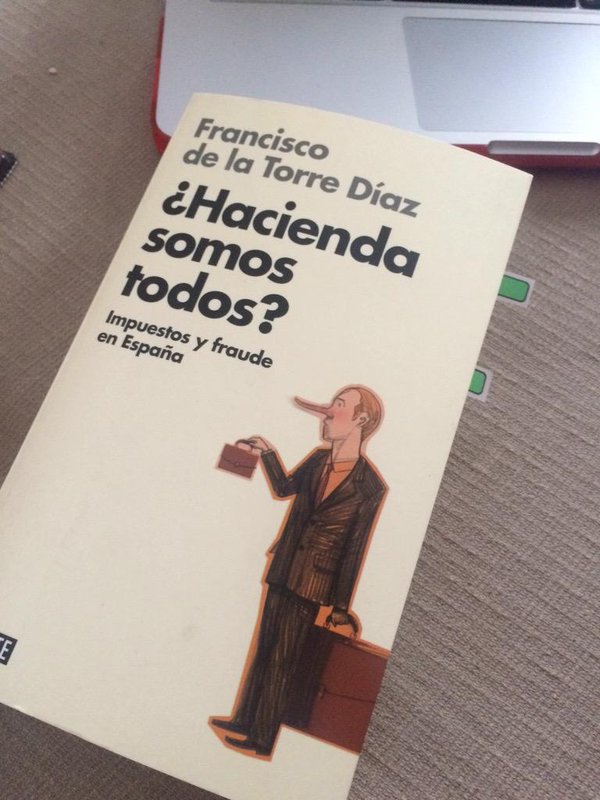 Francisco
de la Torre Díaz
¿Hacienda
somos
todos?
Impuestos y fraude
en España